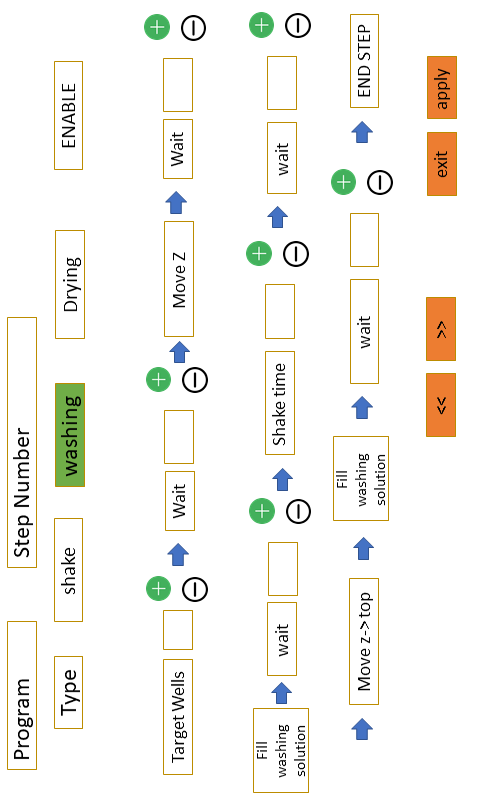 Program
Step Number
Type
shake
washing
Drying
ENABLE
Target Wells
Wait
Move Z
Wait
Fill
washing
solution
wait
Shake time
wait
Move z-> top
Fill
washing
solution
wait
END STEP
<<
>>
exit
apply